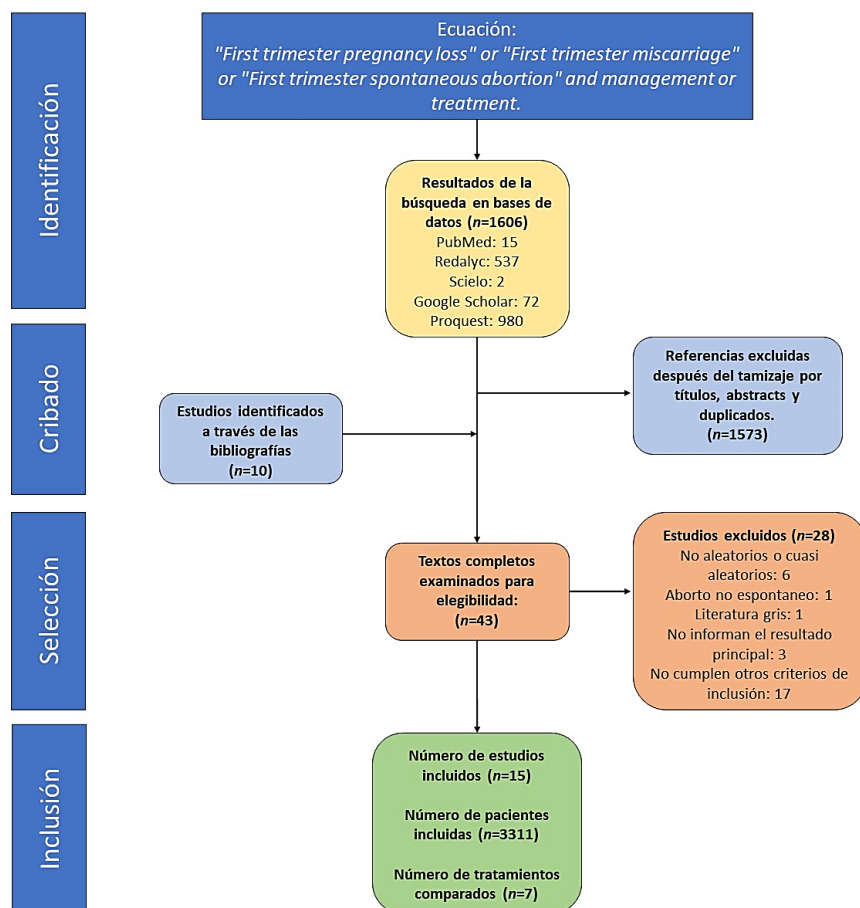 Identificación
Ecuación:
"First trimester pregnancy loss" or "First trimester miscarriage"
or "First trimester spontaneous abortion" and management or
treatment.
Resultados de la
búsqueda en bases de
datos (n=1606)
PubMed: 15
Redalyc: 537
Scielo: 2
Google Scholar: 72
Proquest: 980
Cribado
Estudios identificados
a través de las
bibliografías
(n=10)
Referencias excluidas
después del tamizaje por
títulos, abstracts y
duplicados.
(n=1573)
Selección
Textos completos
examinados para
elegibilidad:
(n=43)
Estudios excluidos (n=28)
No aleatorios o cuasi
aleatorios: 6
Aborto no espontaneo: 1
Literatura gris: 1
No informan el resultado
principal: 3
No cumplen otros criterios de
inclusión: 17
Inclusión
Número de estudios
incluidos (n=15)
Número de pacientes
incluidas (n=3311)
Número de tratamientos
comparado (n=7)